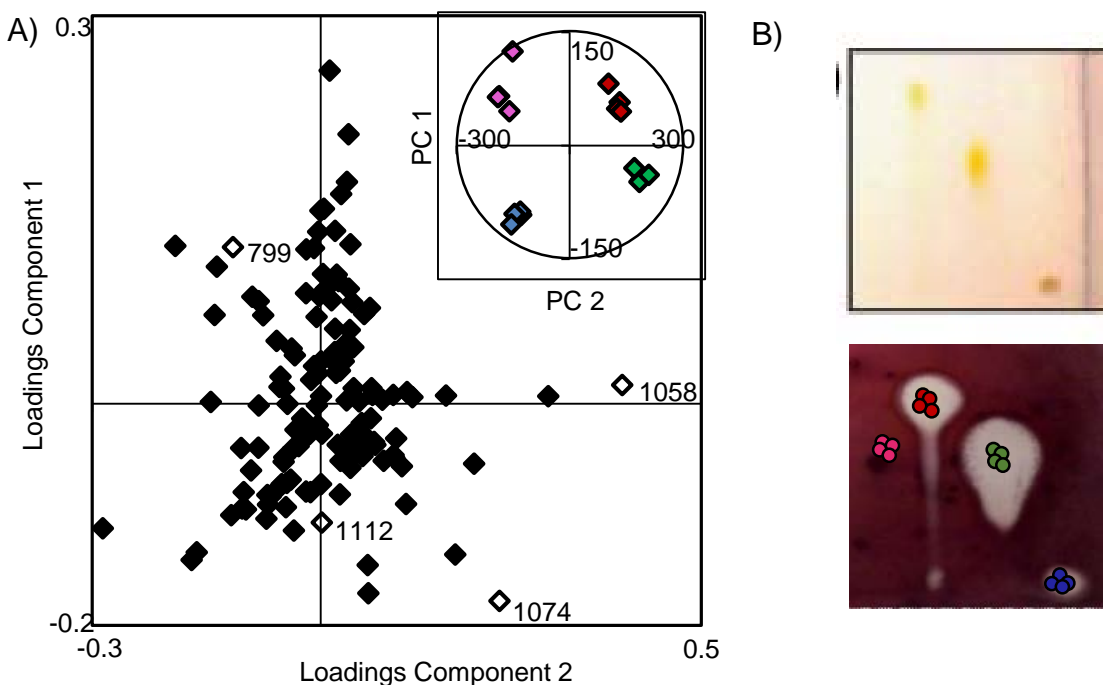 A)
0.3
Loadings Component 1
-0.2
-0.3
Loadings Component 2
0.5
799
1058
1112
1074
PC 1
150
-300
300
-150
PC 2
B)